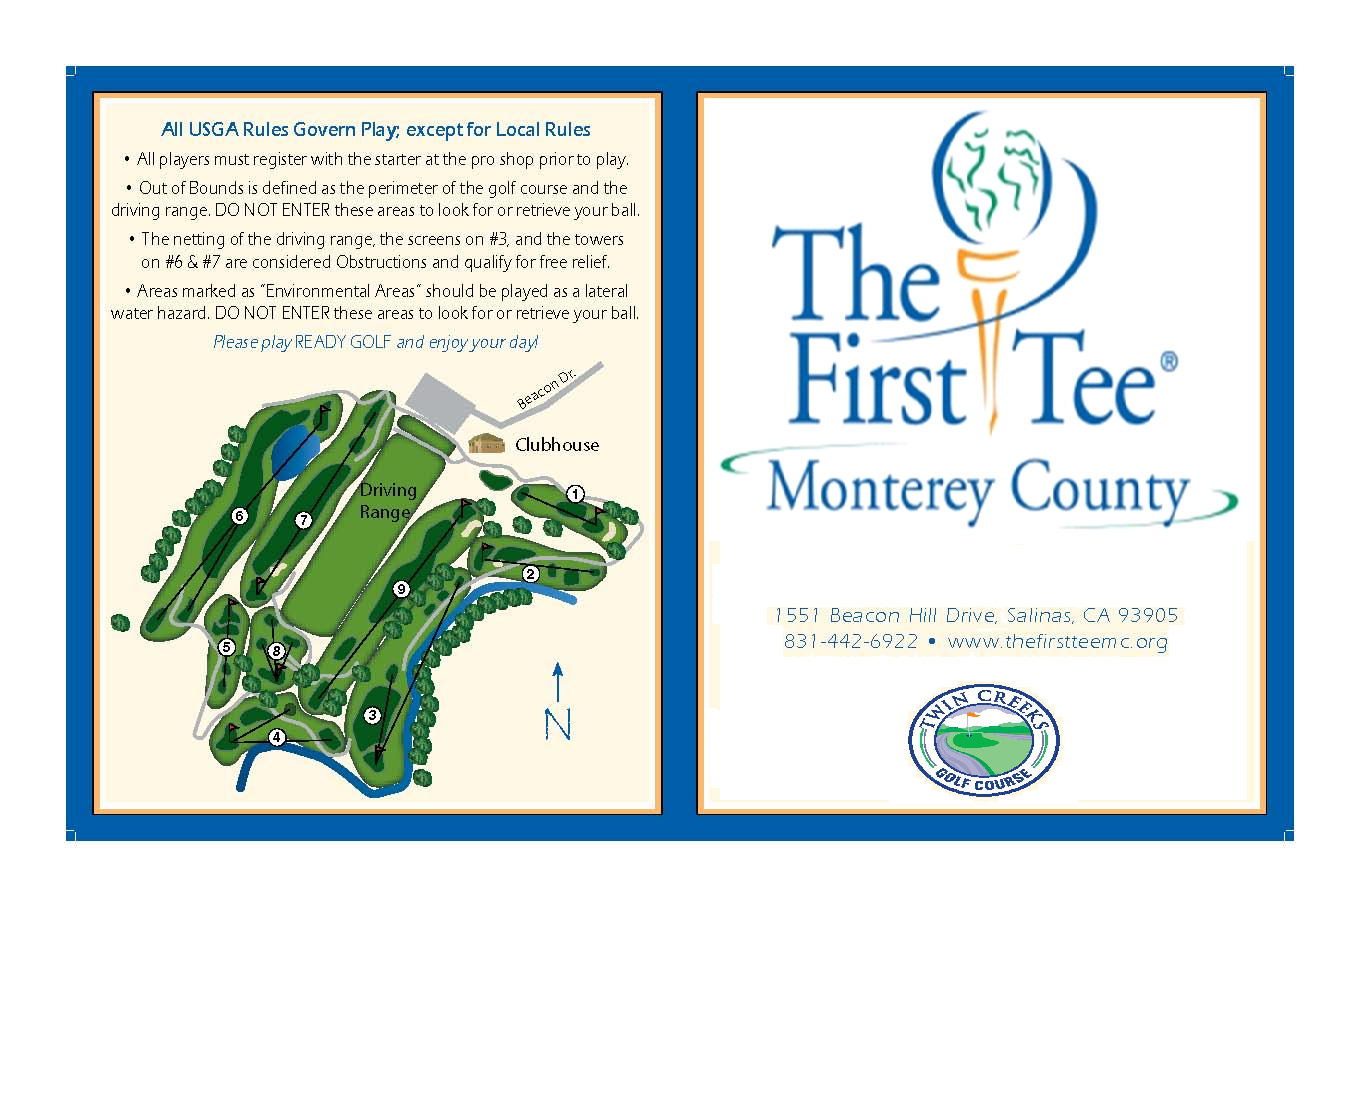 All USGA Rules Govern Play; except for Local Rules
• All players must register with the starter at the pro shop prior to play.
• Out of Bounds is defined as the perimeter of the golf course and the
driving range. DO NOT ENTER these areas to look for or retrieve your ball.
• The netting of the driving range, the screens on #3, and the towers
on #6 & #7 are considered Obstructions and qualify for free relief.
• Areas marked as "Environmental Areas" should be played as a lateral
water hazard. DO NOT ENTER these areas to look for or retrieve your ball.
Please play READY GOLF and enjoy your day!
Beacon Dr.
Clubhouse
Driving
Range
1
6
7
2
9
5
8
3
4
N
The
First Tee®
Monterey County
1551 Beacon Hill Drive, Salinas, CA 93905
831-442-6922 • www.thefirstteemc.org
TWIN CREEKS
GOLF COURSE